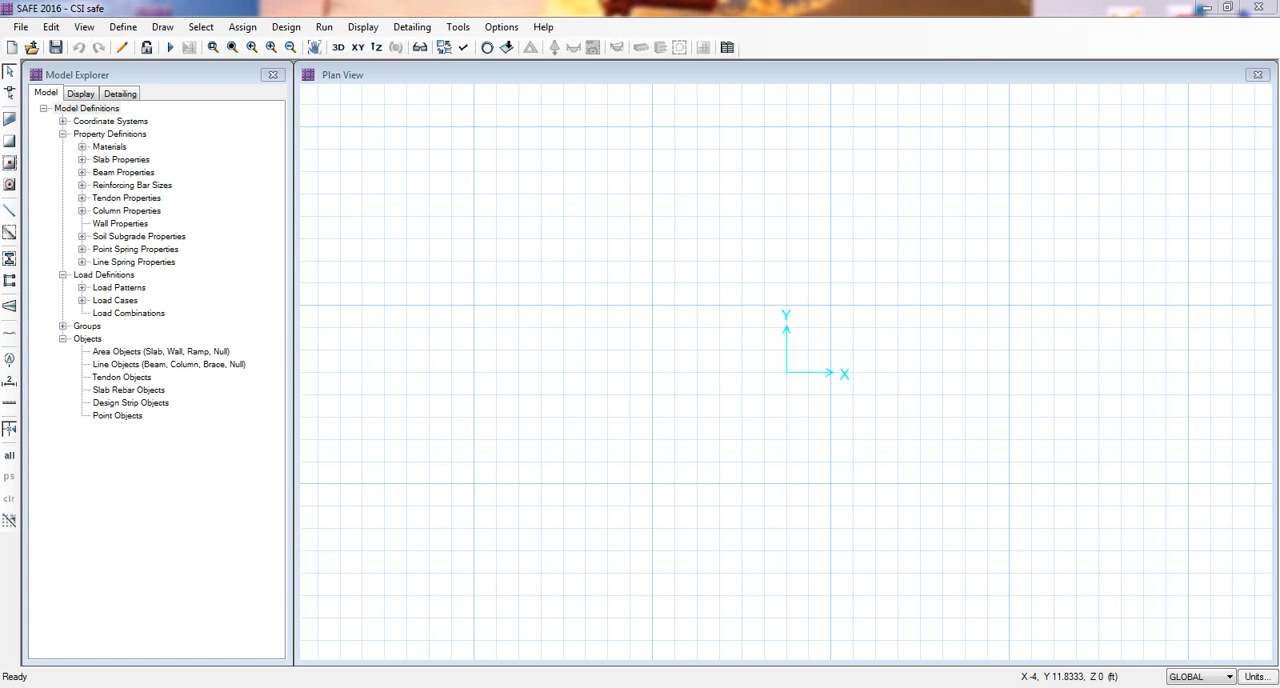 SAFE 2016 - CSI safe
File Edit View Define Draw Select Assign Design Run Display Detailing Tools Options Help
3D XY
Model Explorer
Model Display Detailing
Model Definitions
Coordinate Systems
Property Definitions
Materials
Slab Properties
Beam Properties
Reinforcing Bar Sizes
Tendon Properties
Column Properties
Wall Properties
Soil Subgrade Properties
Point Spring Properties
Line Spring Properties
Load Definitions
Load Patterns
Load Cases
Load Combinations
Groups
Objects
Area Objects (Slab, Wall, Ramp, Null)
Line Objects (Beam, Column, Brace, Null)
Tendon Objects
Slab Rebar Objects
Design Strip Objects
Point Objects
all
ps
clr
Plan View
Y
X
Ready
X -4, Y 11.8333, Z 0 (ft)
GLOBAL
Units...